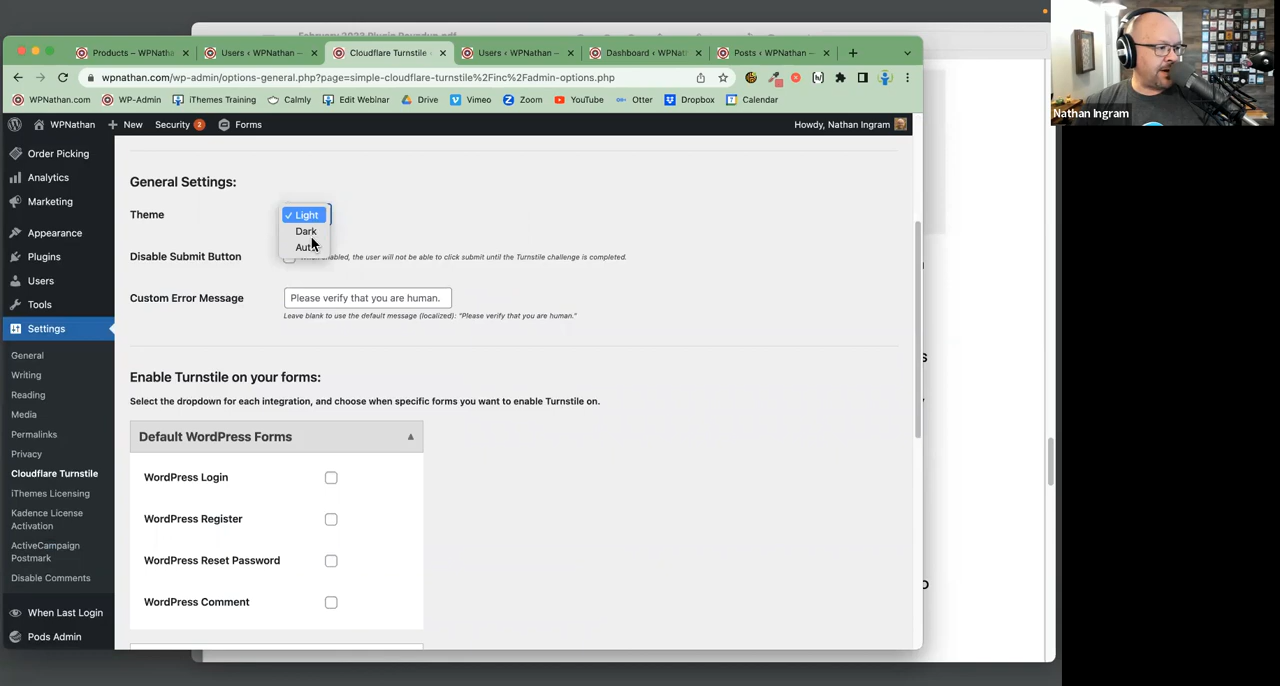 February 2023 Plugin Roundup.pdf
Products – WPNathan
Users ‹ WPNathan —
Cloudflare Turnstile
Users ‹ WPNathan —
Dashboard ‹ WPNat
Posts ‹ WPNathan —
wpnathan.com/wp-admin/options-general.php?page=simple-cloudflare-turnstile%2Finc%2Fadmin-options.php
WPNathan.com
WP-Admin
iThemes Training
Calmly
Edit Webinar
Drive
Vimeo
Zoom
YouTube
Otter
Dropbox
Calendar
Nathan Ingram
WPNathan
New
Security 2
Forms
Howdy, Nathan Ingram
Order Picking
Analytics
Marketing
Appearance
Plugins
Users
Tools
Settings
General
Writing
Reading
Media
Permalinks
Privacy
Cloudflare Turnstile
iThemes Licensing
Kadence License
Activation
ActiveCampaign
Postmark
Disable Comments
When Last Login
Pods Admin
General Settings:
Theme
✓ Light
Dark
Disable Submit Button
enabled, the user will not be able to click submit until the Turnstile challenge is completed.
Custom Error Message
Please verify that you are human.
Leave blank to use the default message (localized): "Please verify that you are human."
Enable Turnstile on your forms:
Select the dropdown for each integration, and choose when specific forms you want to enable Turnstile on.
Default WordPress Forms
WordPress Login
WordPress Register
WordPress Reset Password
WordPress Comment